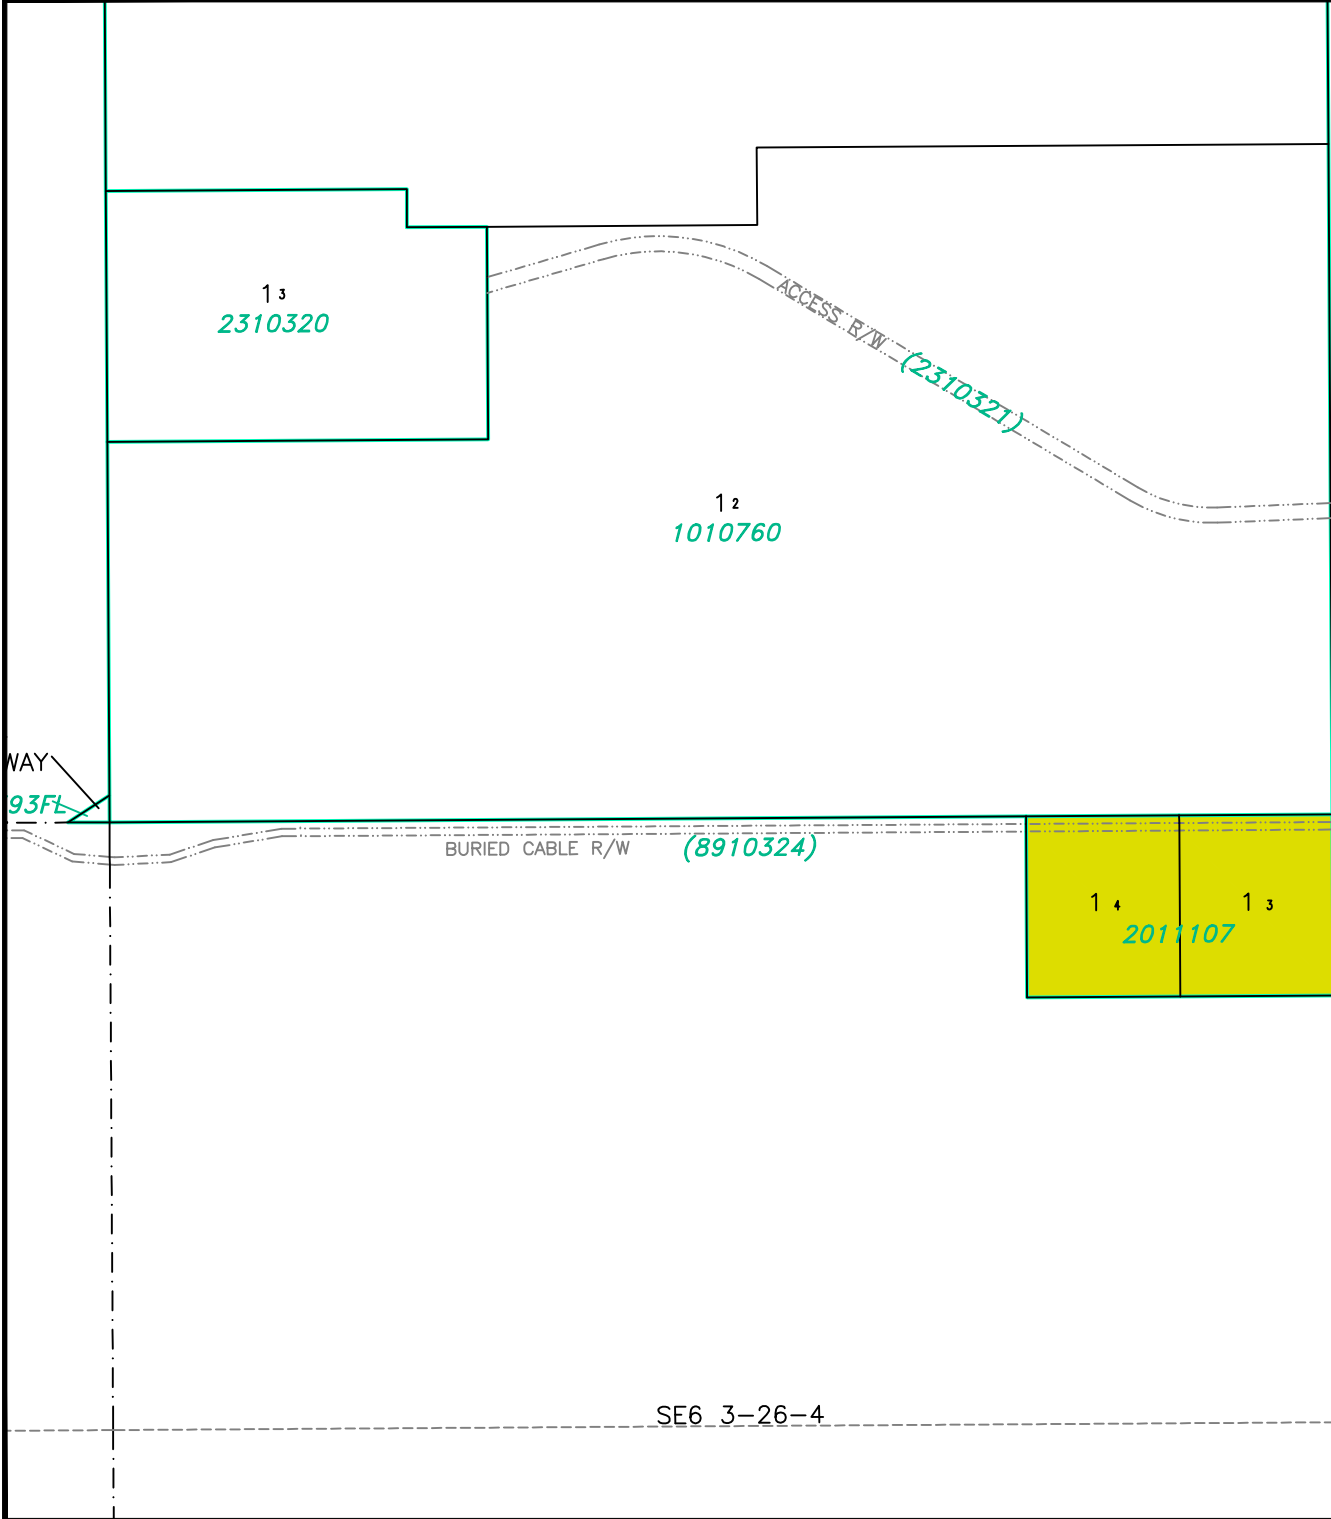 1 3
2310320
ACCESS R/W (2310321)
1 2
1010760
WAY
93FL
BURIED CABLE R/W (8910324)
1 4
1 3
2011107
SE6 3-26-4